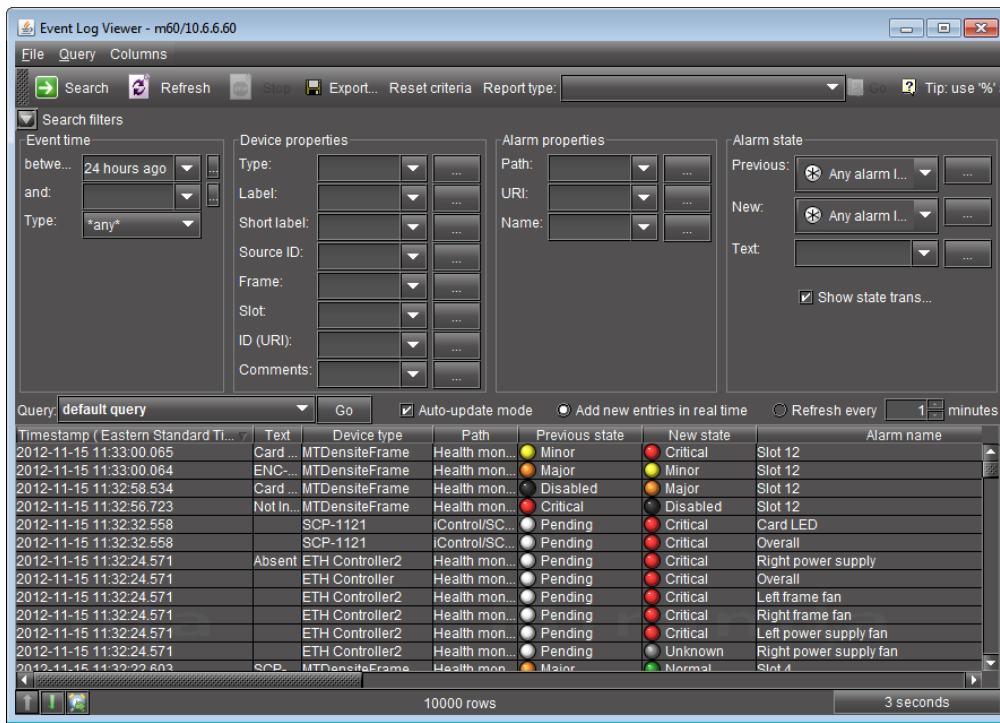 Event Log Viewer - m60/10.6.6.60
File Query Columns
Search Refresh Stop Export... Reset criteria Report type: Go Tip: use '%'
Search filters
Event time Device properties Alarm properties Alarm state
betwe... 24 hours ago ... Type: ... Path: ... Previous: Any alarm l... ...
and: ... Label: ... URI: ... New: Any alarm l... ...
Type: *any* Short label: ... Name: ... Text: ...
Source ID: ...
Frame: ... Show state trans...
Slot: ...
ID (URI): ...
Comments: ...
Query: default query Go Auto-update mode Add new entries in real time Refresh every 1 minutes
Timestamp ( Eastern Standard Ti... Text Device type Path Previous state New state Alarm name
2012-11-15 11:33:00.065 Card ... MTDensiteFrame Health mon... Minor Critical Slot 12
2012-11-15 11:33:00.064 ENC-... MTDensiteFrame Health mon... Major Minor Slot 12
2012-11-15 11:32:58.534 Card ... MTDensiteFrame Health mon... Disabled Major Slot 12
2012-11-15 11:32:56.723 Not In... MTDensiteFrame Health mon... Critical Disabled Slot 12
2012-11-15 11:32:32.558 SCP-1121 iControl/SC... Pending Critical Card LED
2012-11-15 11:32:32.558 SCP-1121 iControl/SC... Pending Critical Overall
2012-11-15 11:32:24.571 Absent ETH Controller2 Health mon... Pending Critical Right power supply
2012-11-15 11:32:24.571 ETH Controller Health mon... Pending Critical Overall
2012-11-15 11:32:24.571 ETH Controller2 Health mon... Pending Critical Left frame fan
2012-11-15 11:32:24.571 ETH Controller2 Health mon... Pending Critical Right frame fan
2012-11-15 11:32:24.571 ETH Controller2 Health mon... Pending Critical Left power supply fan
2012-11-15 11:32:24.571 ETH Controller2 Health mon... Pending Unknown Right power supply fan
2012-11-15 11:32:22.603 SCP-... MTDensiteFrame Health mon... Major Normal Slot 4
10000 rows 3 seconds